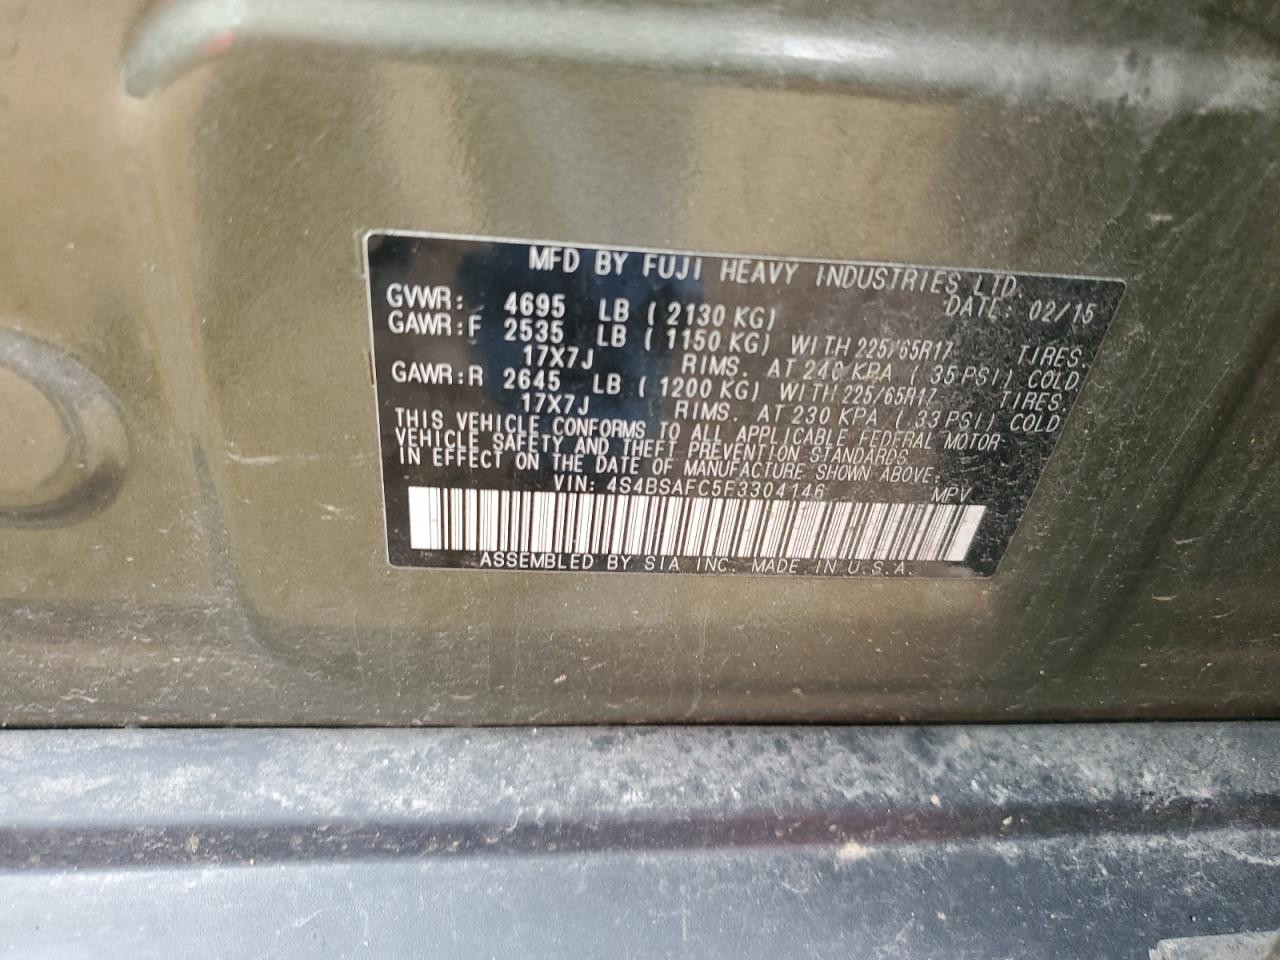 MFD BY FUJI HEAVY INDUSTRIES LTD.
DATE: 02/15
GVWR: 4695 LB (2130 KG)
GAWR:F 2535 LB (1150 KG) WITH 225/65R17 TIRES.
17X7J RIMS. AT 240 KPA (35PSI) COLD
GAWR:R 2645 LB (1200 KG) WITH 225/65R17 TIRES.
17X7J RIMS. AT 230 KPA (33 PSI) COLD
THIS VEHICLE CONFORMS TO ALL APPLICABLE FEDERAL MOTOR
VEHICLE SAFETY AND THEFT PREVENTION STANDARDS
IN EFFECT ON THE DATE OF MANUFACTURE SHOWN ABOVE.
VIN: 4S4BSAFC5F3304146 MPV
ASSEMBLED BY SIA INC. MADE IN U.S.A.